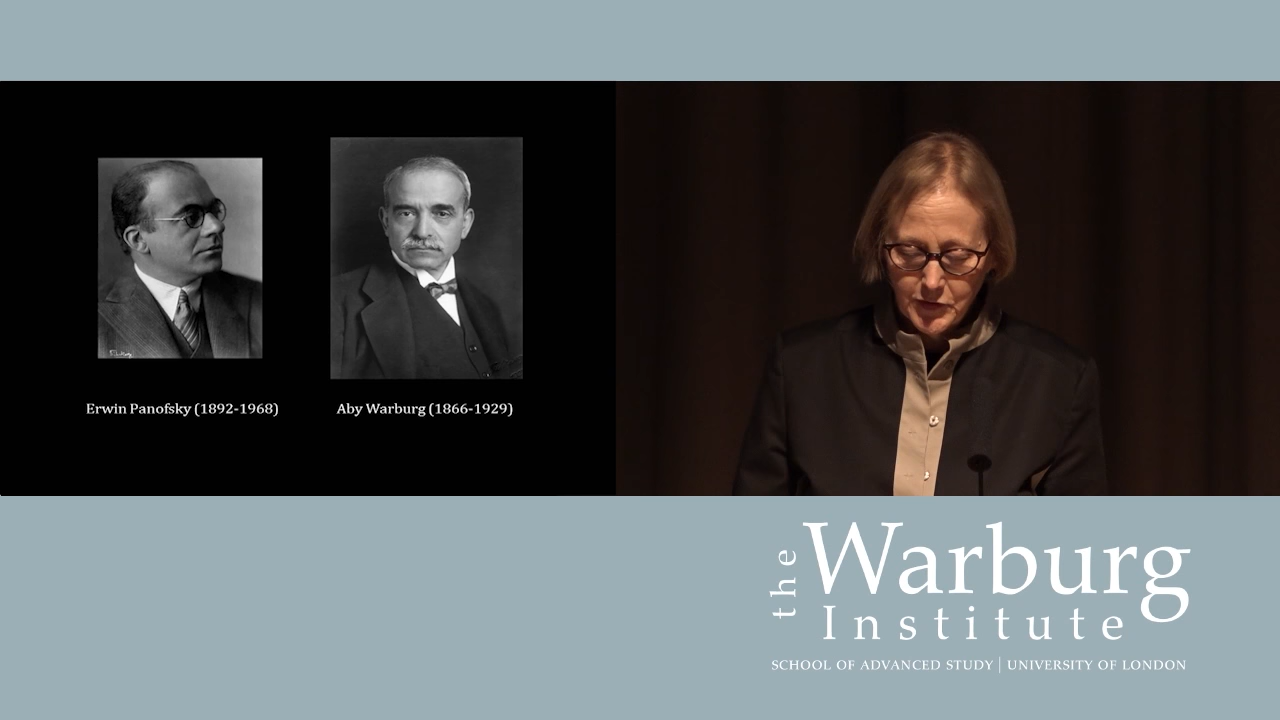 Erwin Panofsky (1892-1968)
Aby Warburg (1866-1929)
the Warburg
Institute
SCHOOL OF ADVANCED STUDY | UNIVERSITY OF LONDON